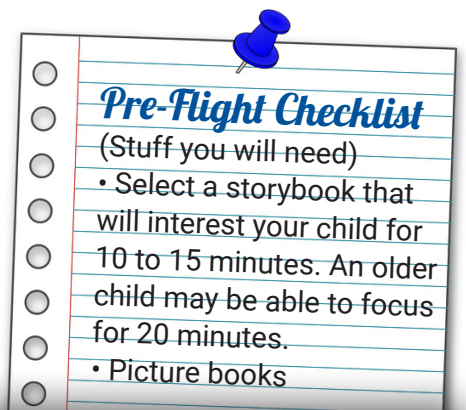 Pre-Flight Checklist
(Stuff you will need)
• Select a storybook that
will interest your child for
10 to 15 minutes. An older
child may be able to focus
for 20 minutes.
• Picture books